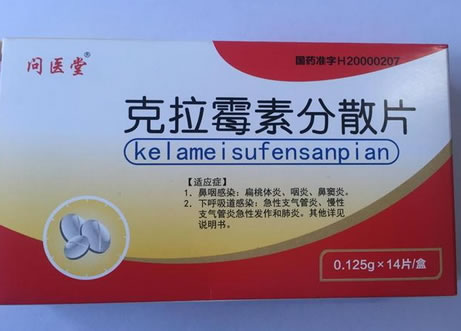 问医堂®
国药准字H20000207
克拉霉素分散片
kelameisufensanpian
【适应症】
1. 鼻咽感染：扁桃体炎、咽炎、鼻窦炎。
2. 下呼吸道感染：急性支气管炎、慢性
支气管炎急性发作和肺炎。其他详见
说明书。
0.125g×14片/盒